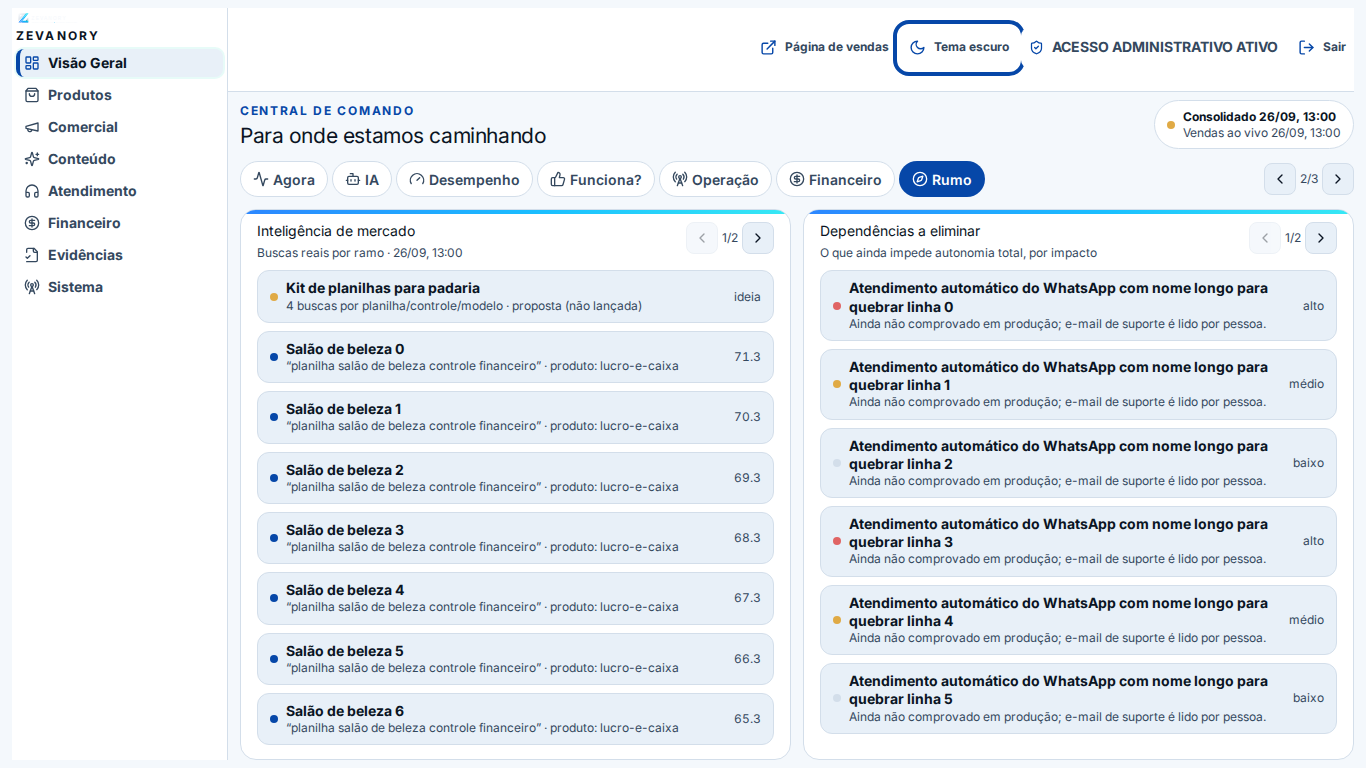 ZEVANORY
Visão Geral
Produtos
Comercial
Conteúdo
Atendimento
Financeiro
Evidências
Sistema
Página de vendas
Tema escuro
ACESSO ADMINISTRATIVO ATIVO
Sair
CENTRAL DE COMANDO
Para onde estamos caminhando
Consolidado 26/09, 13:00
Vendas ao vivo 26/09, 13:00
Agora
IA
Desempenho
Funciona?
Operação
Financeiro
Rumo
2/3
Inteligência de mercado
Buscas reais por ramo · 26/09, 13:00
1/2
Kit de planilhas para padaria
4 buscas por planilha/controle/modelo · proposta (não lançada)
ideia
Salão de beleza 0
“planilha salão de beleza controle financeiro” · produto: lucro-e-caixa
71.3
Salão de beleza 1
“planilha salão de beleza controle financeiro” · produto: lucro-e-caixa
70.3
Salão de beleza 2
“planilha salão de beleza controle financeiro” · produto: lucro-e-caixa
69.3
Salão de beleza 3
“planilha salão de beleza controle financeiro” · produto: lucro-e-caixa
68.3
Salão de beleza 4
“planilha salão de beleza controle financeiro” · produto: lucro-e-caixa
67.3
Salão de beleza 5
“planilha salão de beleza controle financeiro” · produto: lucro-e-caixa
66.3
Salão de beleza 6
“planilha salão de beleza controle financeiro” · produto: lucro-e-caixa
65.3
Dependências a eliminar
O que ainda impede autonomia total, por impacto
1/2
Atendimento automático do WhatsApp com nome longo para
quebrar linha 0
Ainda não comprovado em produção; e-mail de suporte é lido por pessoa.
alto
Atendimento automático do WhatsApp com nome longo para
quebrar linha 1
Ainda não comprovado em produção; e-mail de suporte é lido por pessoa.
médio
Atendimento automático do WhatsApp com nome longo para
quebrar linha 2
Ainda não comprovado em produção; e-mail de suporte é lido por pessoa.
baixo
Atendimento automático do WhatsApp com nome longo para
quebrar linha 3
Ainda não comprovado em produção; e-mail de suporte é lido por pessoa.
alto
Atendimento automático do WhatsApp com nome longo para
quebrar linha 4
Ainda não comprovado em produção; e-mail de suporte é lido por pessoa.
médio
Atendimento automático do WhatsApp com nome longo para
quebrar linha 5
Ainda não comprovado em produção; e-mail de suporte é lido por pessoa.
baixo